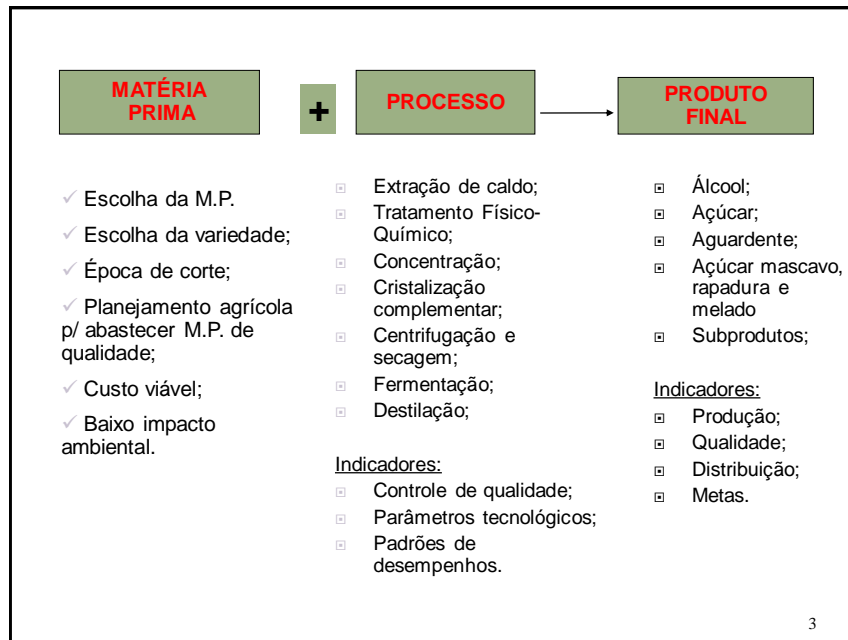 MATÉRIA
PRIMA
+
PROCESSO
PRODUTO
FINAL
Escolha da M.P.
Escolha da variedade;
Época de corte;
Planejamento agrícola
p/ abastecer M.P. de
qualidade;
Custo viável;
Baixo impacto
ambiental.
Extração de caldo;
Tratamento Físico-
Químico;
Concentração;
Cristalização
complementar;
Centrifugação e
secagem;
Fermentação;
Destilação;
Indicadores:
Controle de qualidade;
Parâmetros tecnológicos;
Padrões de
desempenhos.
Álcool;
Açúcar;
Aguardente;
Açúcar mascavo,
rapadura e
melado
Subprodutos;
Indicadores:
Produção;
Qualidade;
Distribuição;
Metas.
3